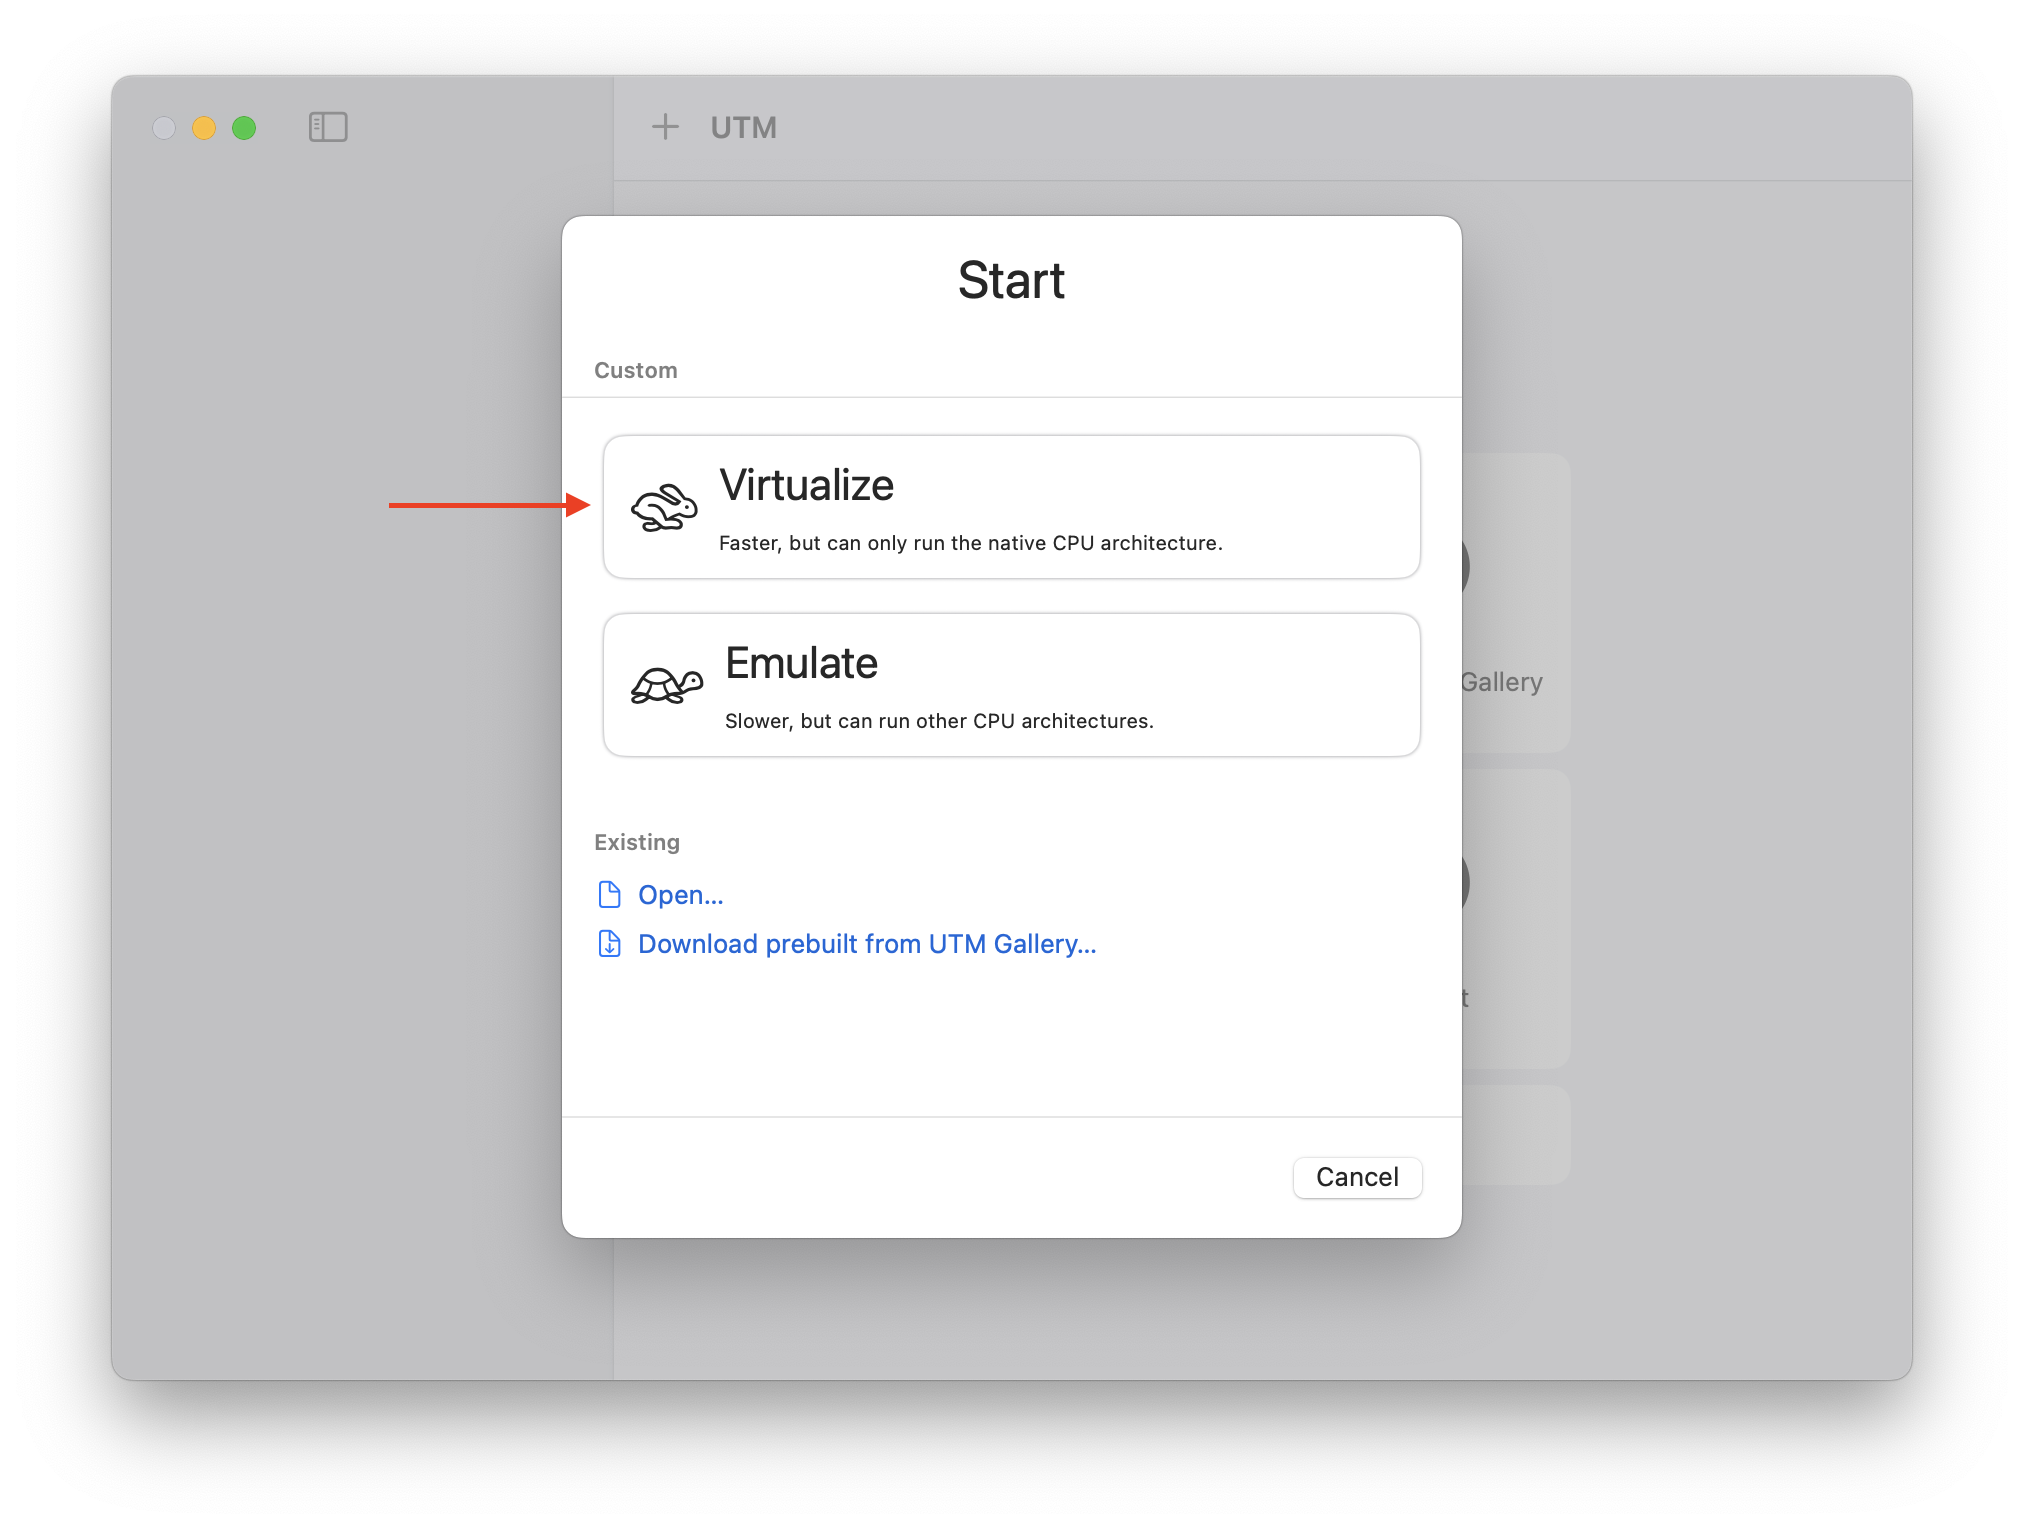 UTM
Start
Custom
Virtualize
Faster, but can only run the native CPU architecture.
Emulate
Slower, but can run other CPU architectures.
Gallery
Existing
Open...
Download prebuilt from UTM Gallery...
t
Cancel